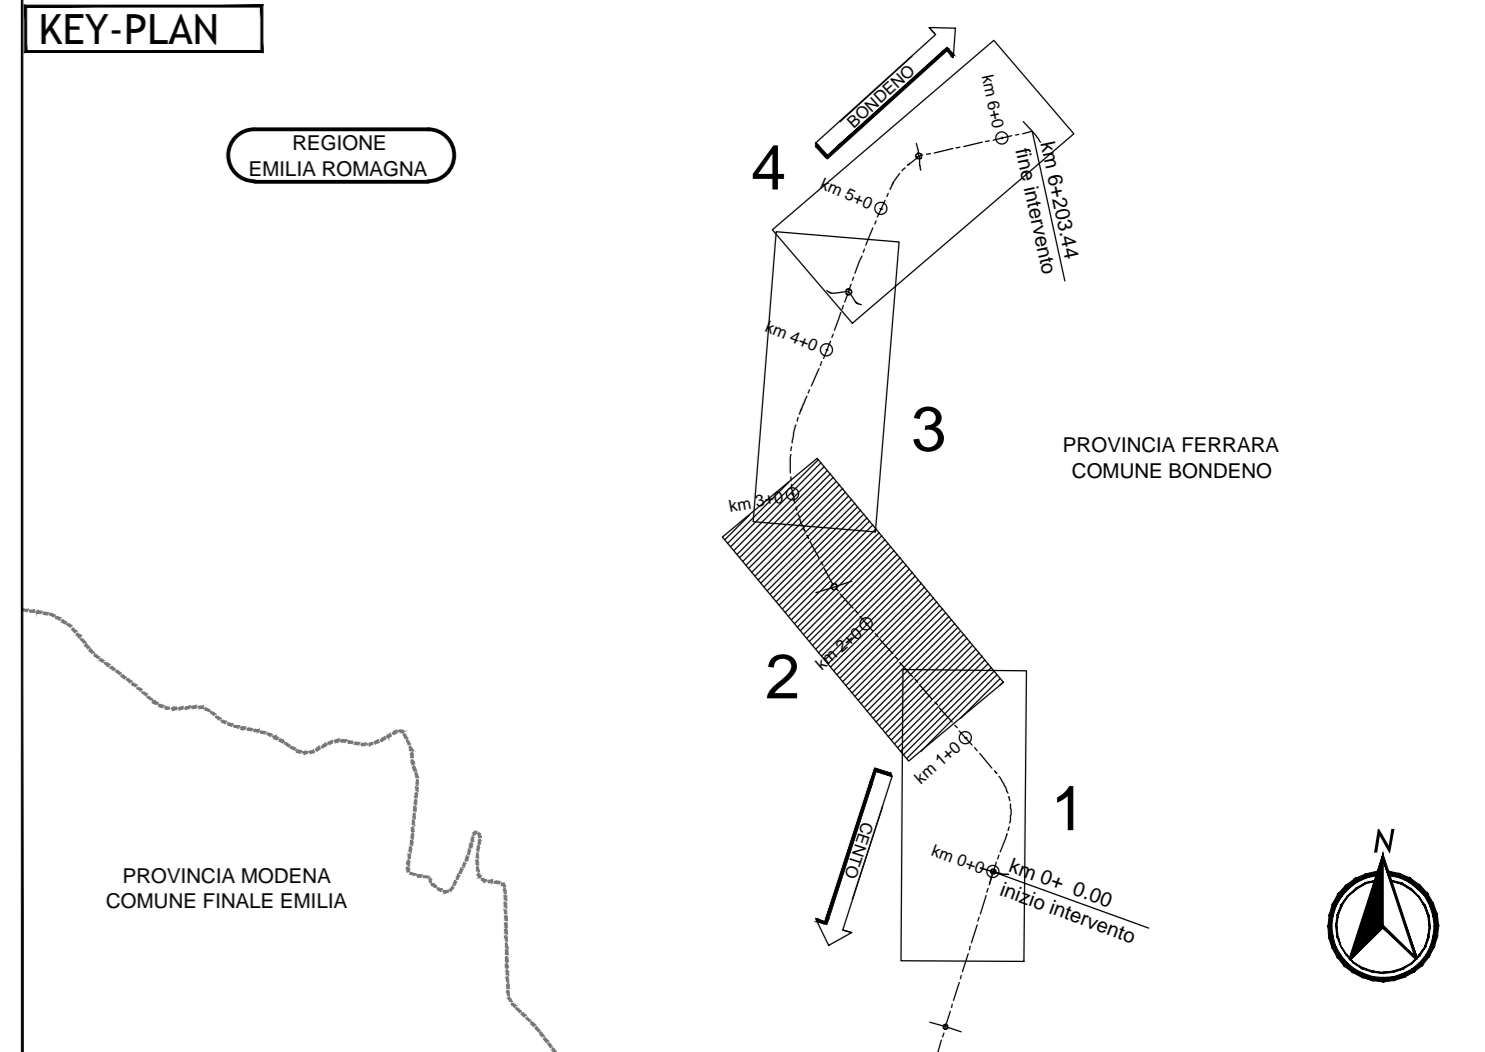 KEY-PLAN
REGIONE
EMILIA ROMAGNA
BONDENO
4
km 6+0
km 6+203.44
fine intervento
km 5+0
km 4+0
3
PROVINCIA FERRARA
COMUNE BONDENO
km 3+0
km 2+0
2
km 1+0
1
CENTO
km 0+0
km 0+ 0.00
inizio intervento
PROVINCIA MODENA
COMUNE FINALE EMILIA
N